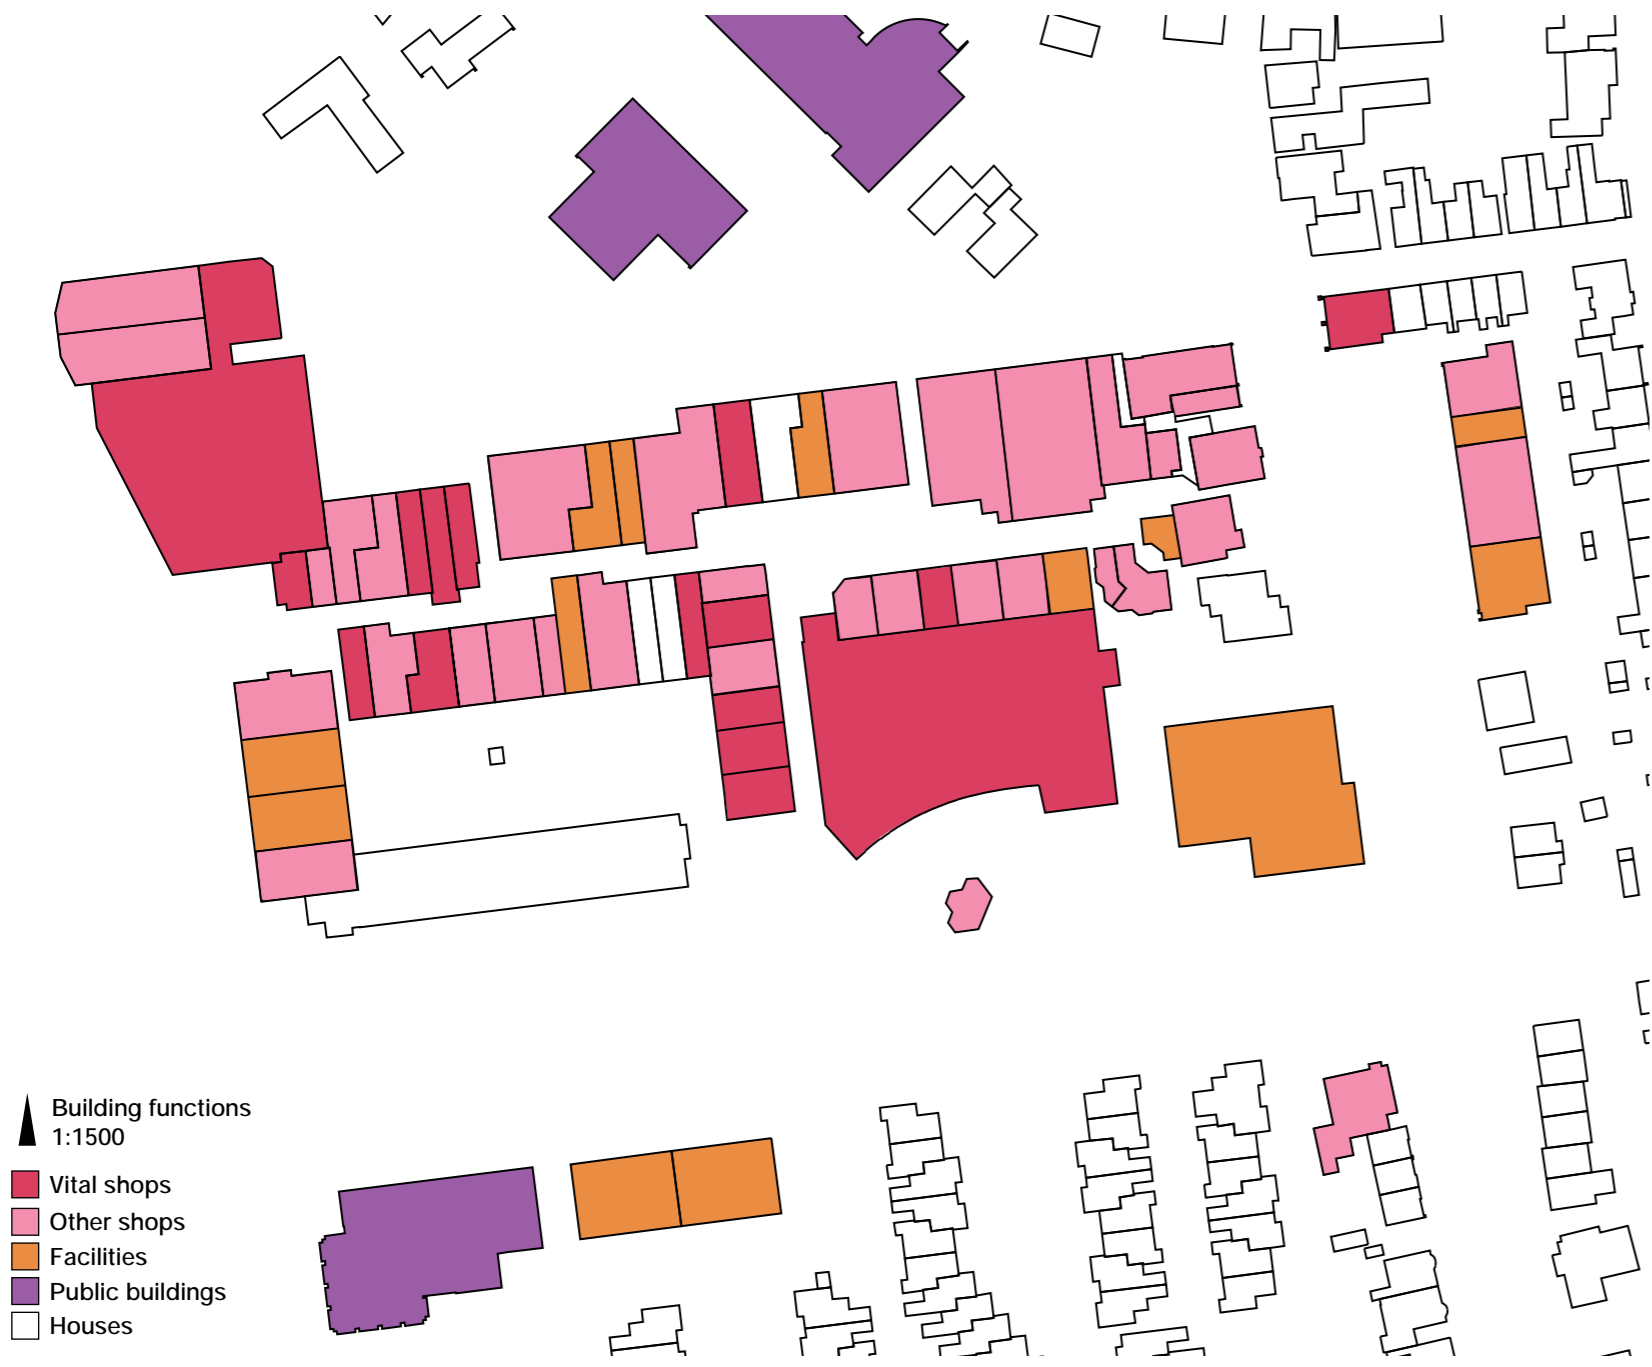 Building functions
1:1500
Vital shops
Other shops
Facilities
Public buildings
Houses